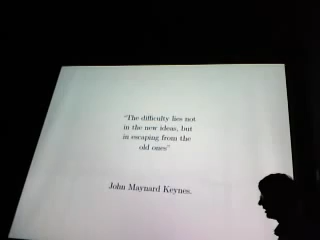 “The difficulty lies not
in the new ideas, but
in escaping from the
old ones”
John Maynard Keynes.